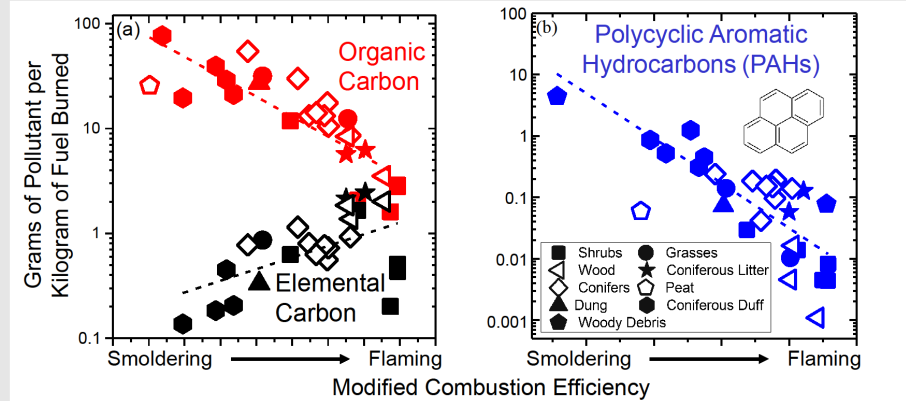 (a)
Organic
Carbon
Elemental
Carbon
100
10
1
0.1
Grams of Pollutant per
Kilogram of Fuel Burned
Smoldering
Flaming
(b)
Polycyclic Aromatic
Hydrocarbons (PAHs)
100
10
1
0.1
0.01
0.001
Shrubs
Grasses
Wood
Coniferous Litter
Conifers
Peat
Dung
Coniferous Duff
Woody Debris
Smoldering
Flaming
Modified Combustion Efficiency